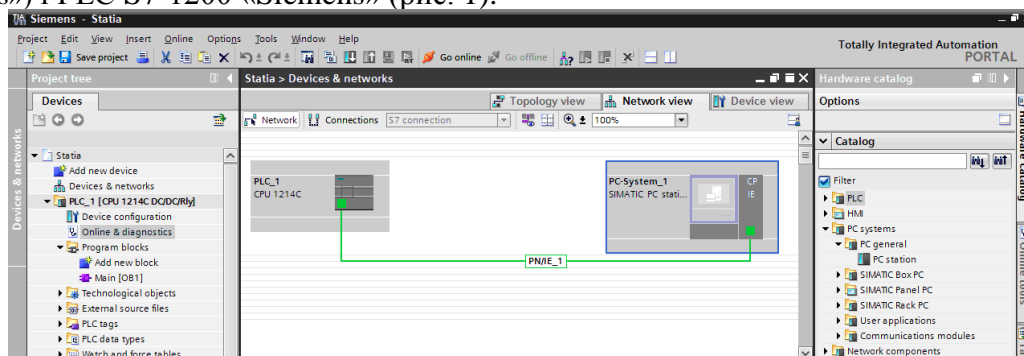 ») і PLC S7-1200 «Siemens» (рис. 1).
Siemens - Statia
Project Edit View Insert Online Options Tools Window Help
Totally Integrated Automation
PORTAL
Save project Go online Go offline
Project tree
Statia > Devices & networks
Hardware catalog
Devices
Topology view Network view Device view
Options
Network Connections S7 connection 100%
Catalog
Statia
Add new device
Devices & networks
PLC_1 [CPU 1214C DC/DC/Rly]
Device configuration
Online & diagnostics
Program blocks
Add new block
Main [OB1]
Technological objects
External source files
PLC tags
PLC data types
Watch and force tables
PLC_1
CPU 1214C
PC-System_1
SIMATIC PC stati...
CP
IE
PN/IE_1
Filter
PLC
HMI
PC systems
PC general
PC station
SIMATIC Box PC
SIMATIC Panel PC
SIMATIC Rack PC
User applications
Communications modules
Network components
Devices & networks
Hardware catalog
Online tools